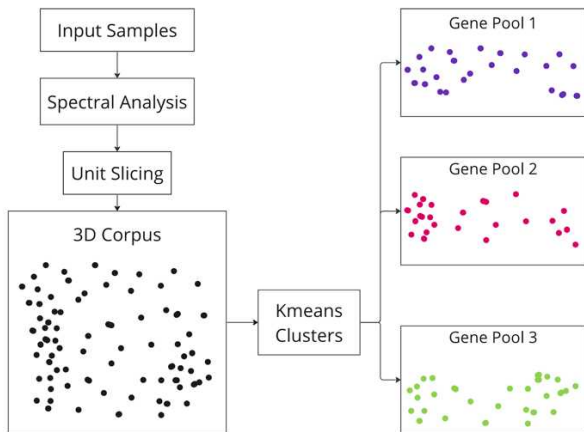 Input Samples
Spectral Analysis
Unit Slicing
3D Corpus
Kmeans
Clusters
Gene Pool 1
Gene Pool 2
Gene Pool 3